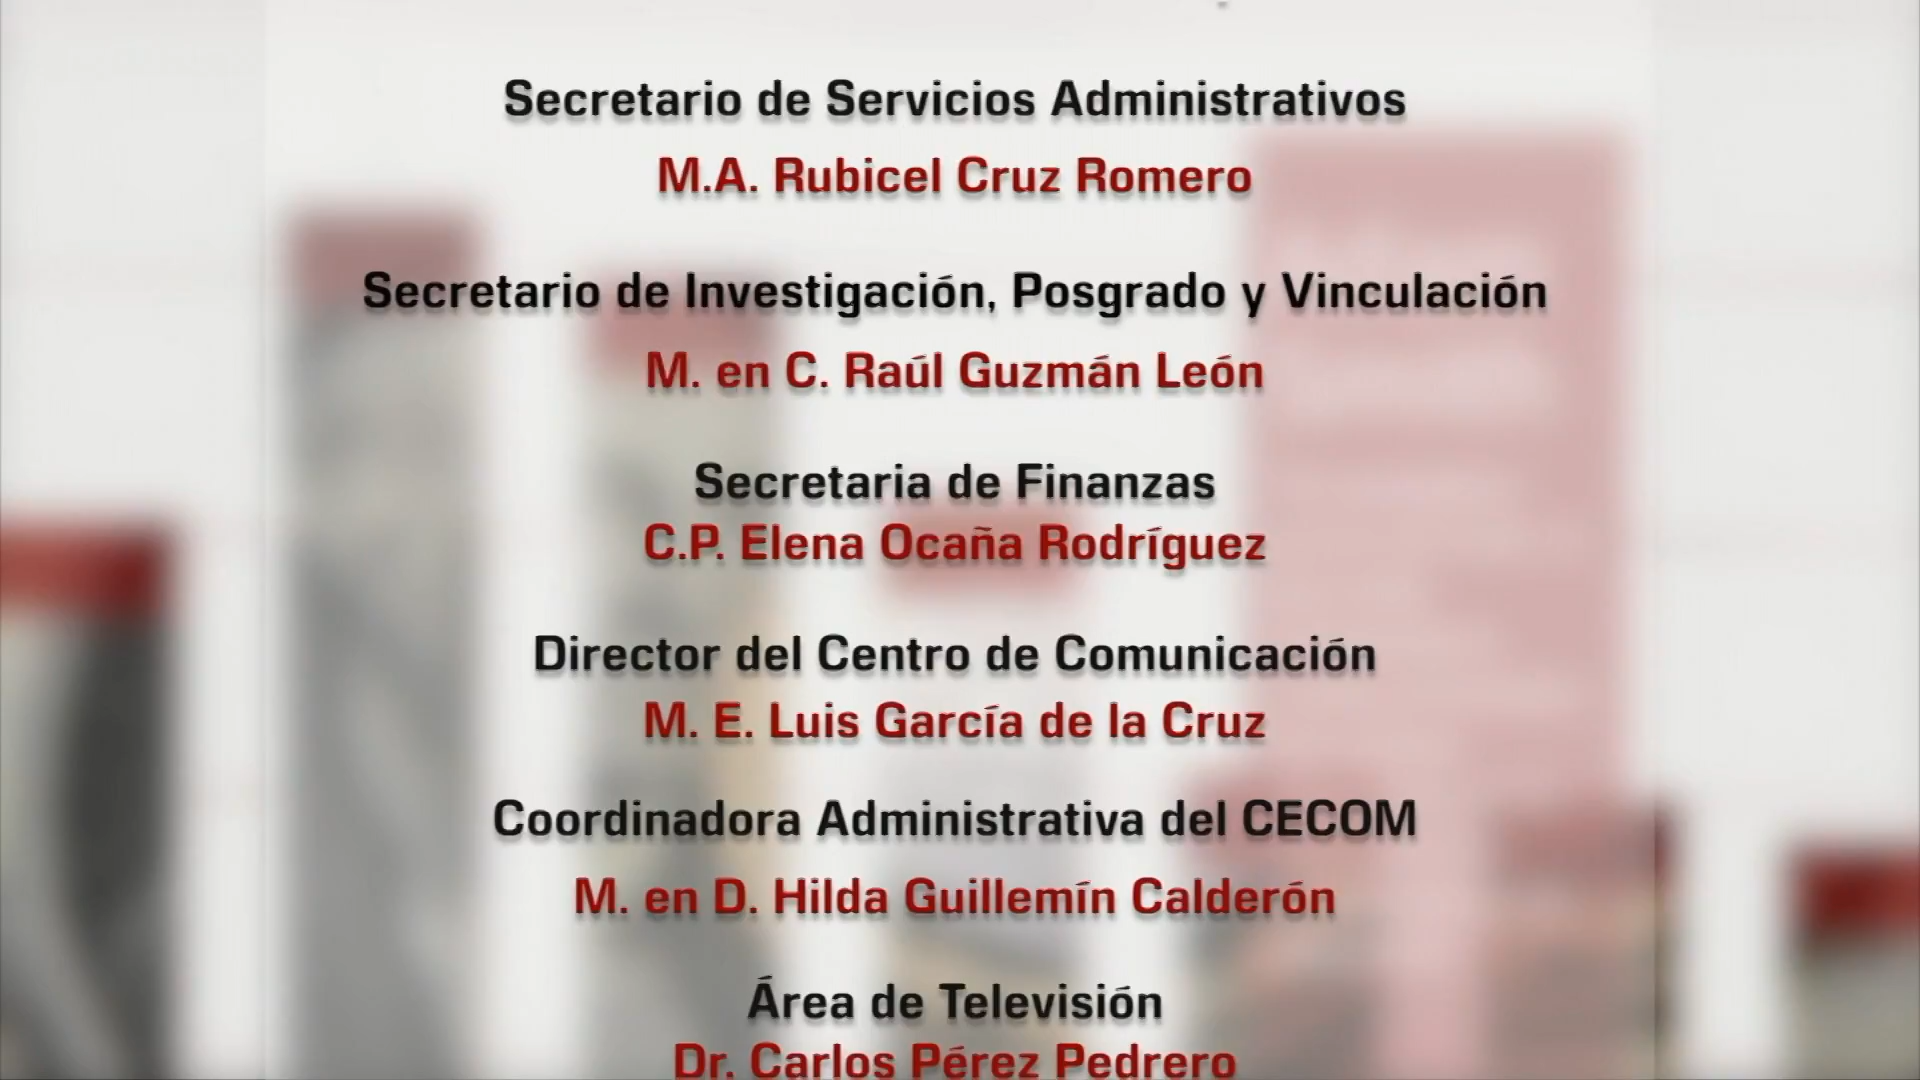 Secretario de Servicios Administrativos
M.A. Rubicel Cruz Romero
Secretario de Investigación, Posgrado y Vinculación
M. en C. Raúl Guzmán León
Secretaria de Finanzas
C.P. Elena Ocaña Rodríguez
Director del Centro de Comunicación
M. E. Luis García de la Cruz
Coordinadora Administrativa del CECOM
M. en D. Hilda Guillemín Calderón
Área de Televisión
Dr. Carlos Pérez Pedrero